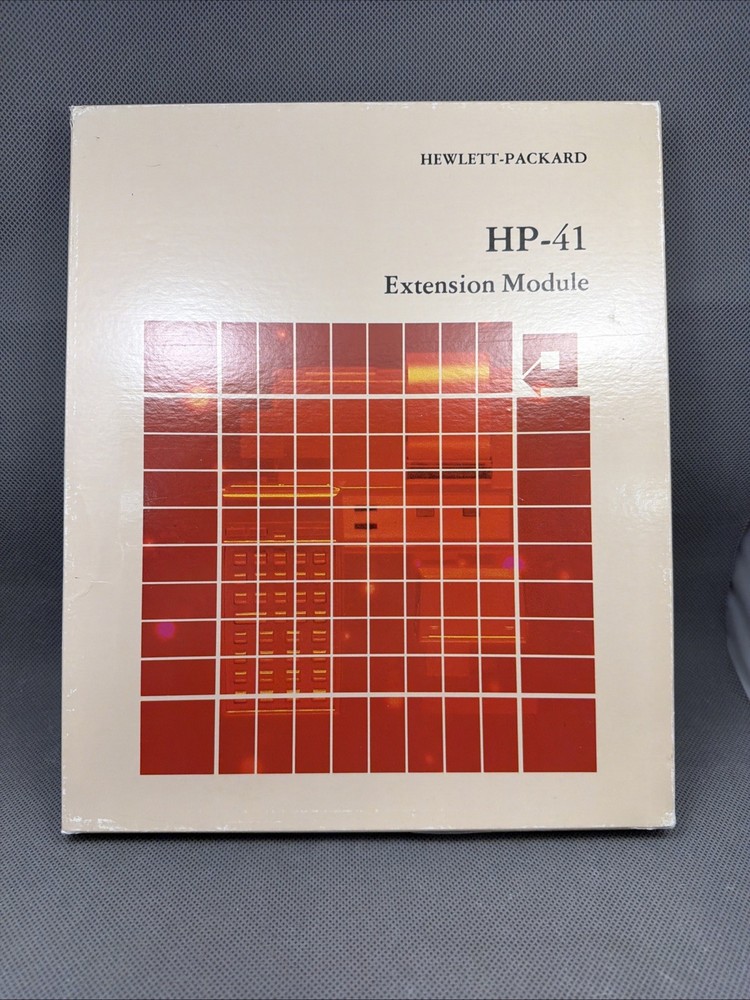 HEWLETT-PACKARD
HP-41
Extension Module